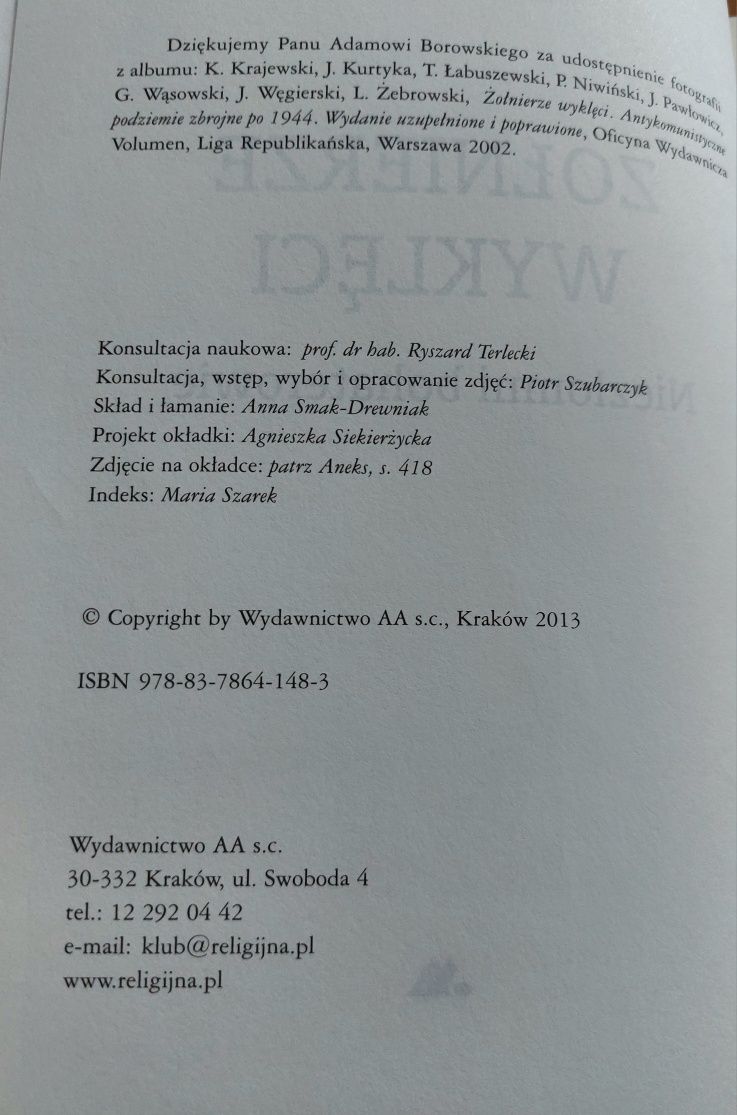 Dziękujemy Panu Adamowi Borowskiego za udostępnienie fotografii
z albumu: K. Krajewski, J. Kurtyka, T. Łabuszewski, P. Niwiński, J. Pawłowicz,
G. Wąsowski, J. Węgierski, L. Żebrowski, Żołnierze wyklęci. Antykomunistyczne
podziemie zbrojne po 1944. Wydanie uzupełnione i poprawione, Oficyna Wydawnicza
Volumen, Liga Republikańska, Warszawa 2002.
ŻOŁNIERZE
WYKLĘCI
Konsultacja naukowa: prof. dr hab. Ryszard Terlecki
Konsultacja, wstęp, wybór i opracowanie zdjęć: Piotr Szubarczyk
Skład i łamanie: Anna Smak-Drewniak
Projekt okładki: Agnieszka Siekierżycka
Zdjęcie na okładce: patrz Aneks, s. 418
Indeks: Maria Szarek
© Copyright by Wydawnictwo AA s.c., Kraków 2013
ISBN 978-83-7864-148-3
Wydawnictwo AA s.c.
30-332 Kraków, ul. Swoboda 4
tel.: 12 292 04 42
e-mail: klub@religijna.pl
www.religijna.pl